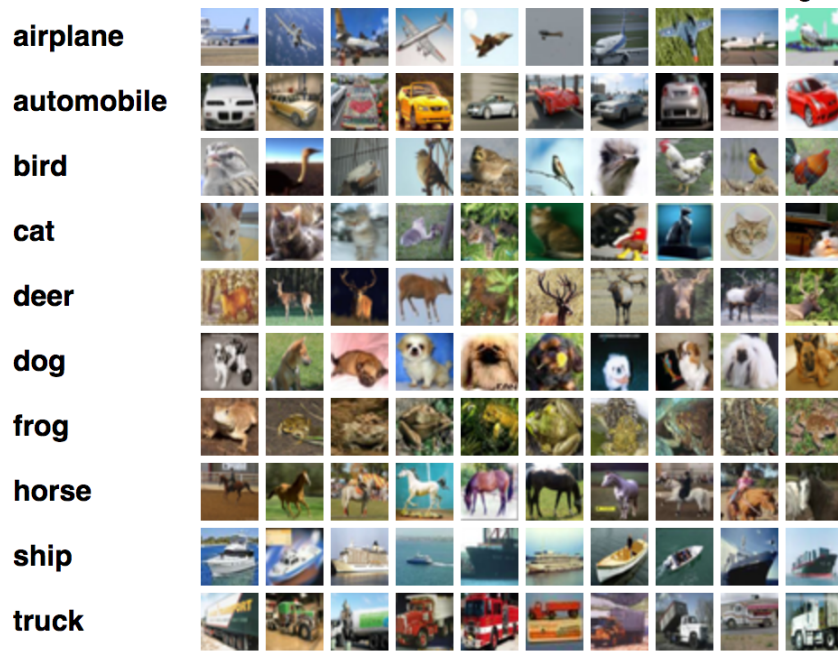 airplane
automobile
bird
cat
deer
dog
frog
horse
ship
truck